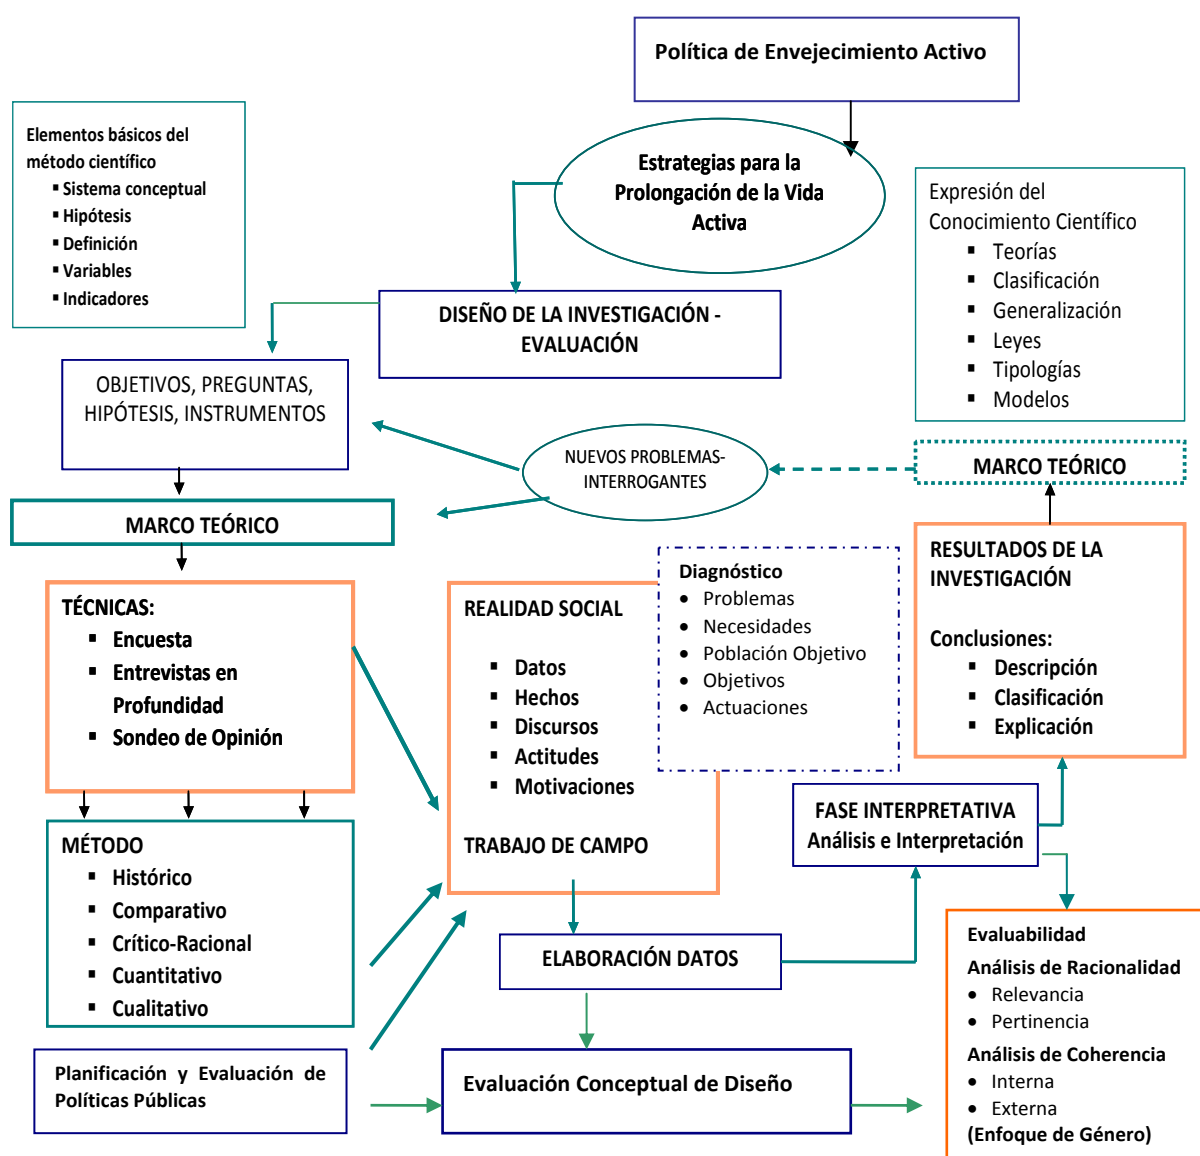 Política de Envejecimiento Activo
Elementos básicos del
método científico
▪ Sistema conceptual
▪ Hipótesis
▪ Definición
▪ Variables
▪ Indicadores
Estrategias para la
Prolongación de la Vida
Activa
Expresión del
Conocimiento Científico
▪ Teorías
▪ Clasificación
▪ Generalización
▪ Leyes
▪ Tipologías
▪ Modelos
DISEÑO DE LA INVESTIGACIÓN -
EVALUACIÓN
OBJETIVOS, PREGUNTAS,
HIPÓTESIS, INSTRUMENTOS
NUEVOS PROBLEMAS-
INTERROGANTES
MARCO TEÓRICO
MARCO TEÓRICO
TÉCNICAS:
▪ Encuesta
▪ Entrevistas en
Profundidad
▪ Sondeo de Opinión
REALIDAD SOCIAL
▪ Datos
▪ Hechos
▪ Discursos
▪ Actitudes
▪ Motivaciones
TRABAJO DE CAMPO
Diagnóstico
• Problemas
• Necesidades
• Población Objetivo
• Objetivos
• Actuaciones
RESULTADOS DE LA
INVESTIGACIÓN
Conclusiones:
▪ Descripción
▪ Clasificación
▪ Explicación
FASE INTERPRETATIVA
Análisis e Interpretación
MÉTODO
▪ Histórico
▪ Comparativo
▪ Crítico-Racional
▪ Cuantitativo
▪ Cualitativo
ELABORACIÓN DATOS
Evaluabilidad
Análisis de Racionalidad
• Relevancia
• Pertinencia
Análisis de Coherencia
• Interna
• Externa
(Enfoque de Género)
Planificación y Evaluación de
Políticas Públicas
Evaluación Conceptual de Diseño